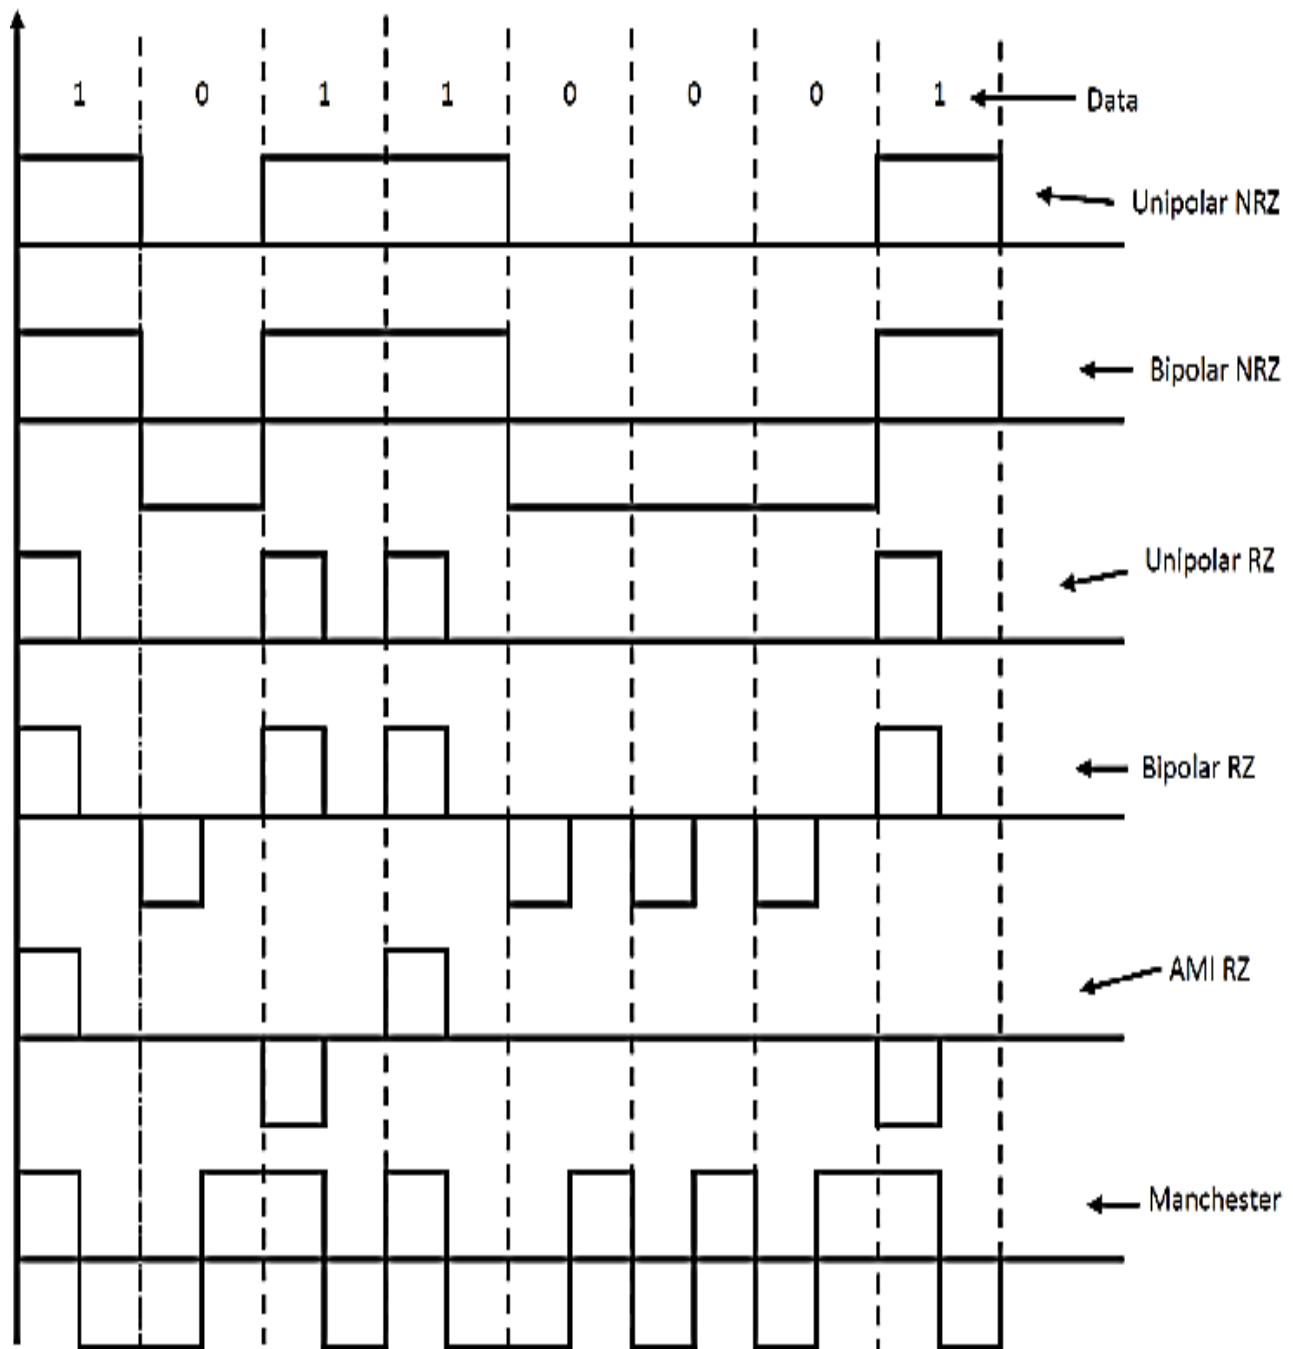 1 0 1 1 0 0 0 1 Data
Unipolar NRZ
Bipolar NRZ
Unipolar RZ
Bipolar RZ
AMI RZ
Manchester